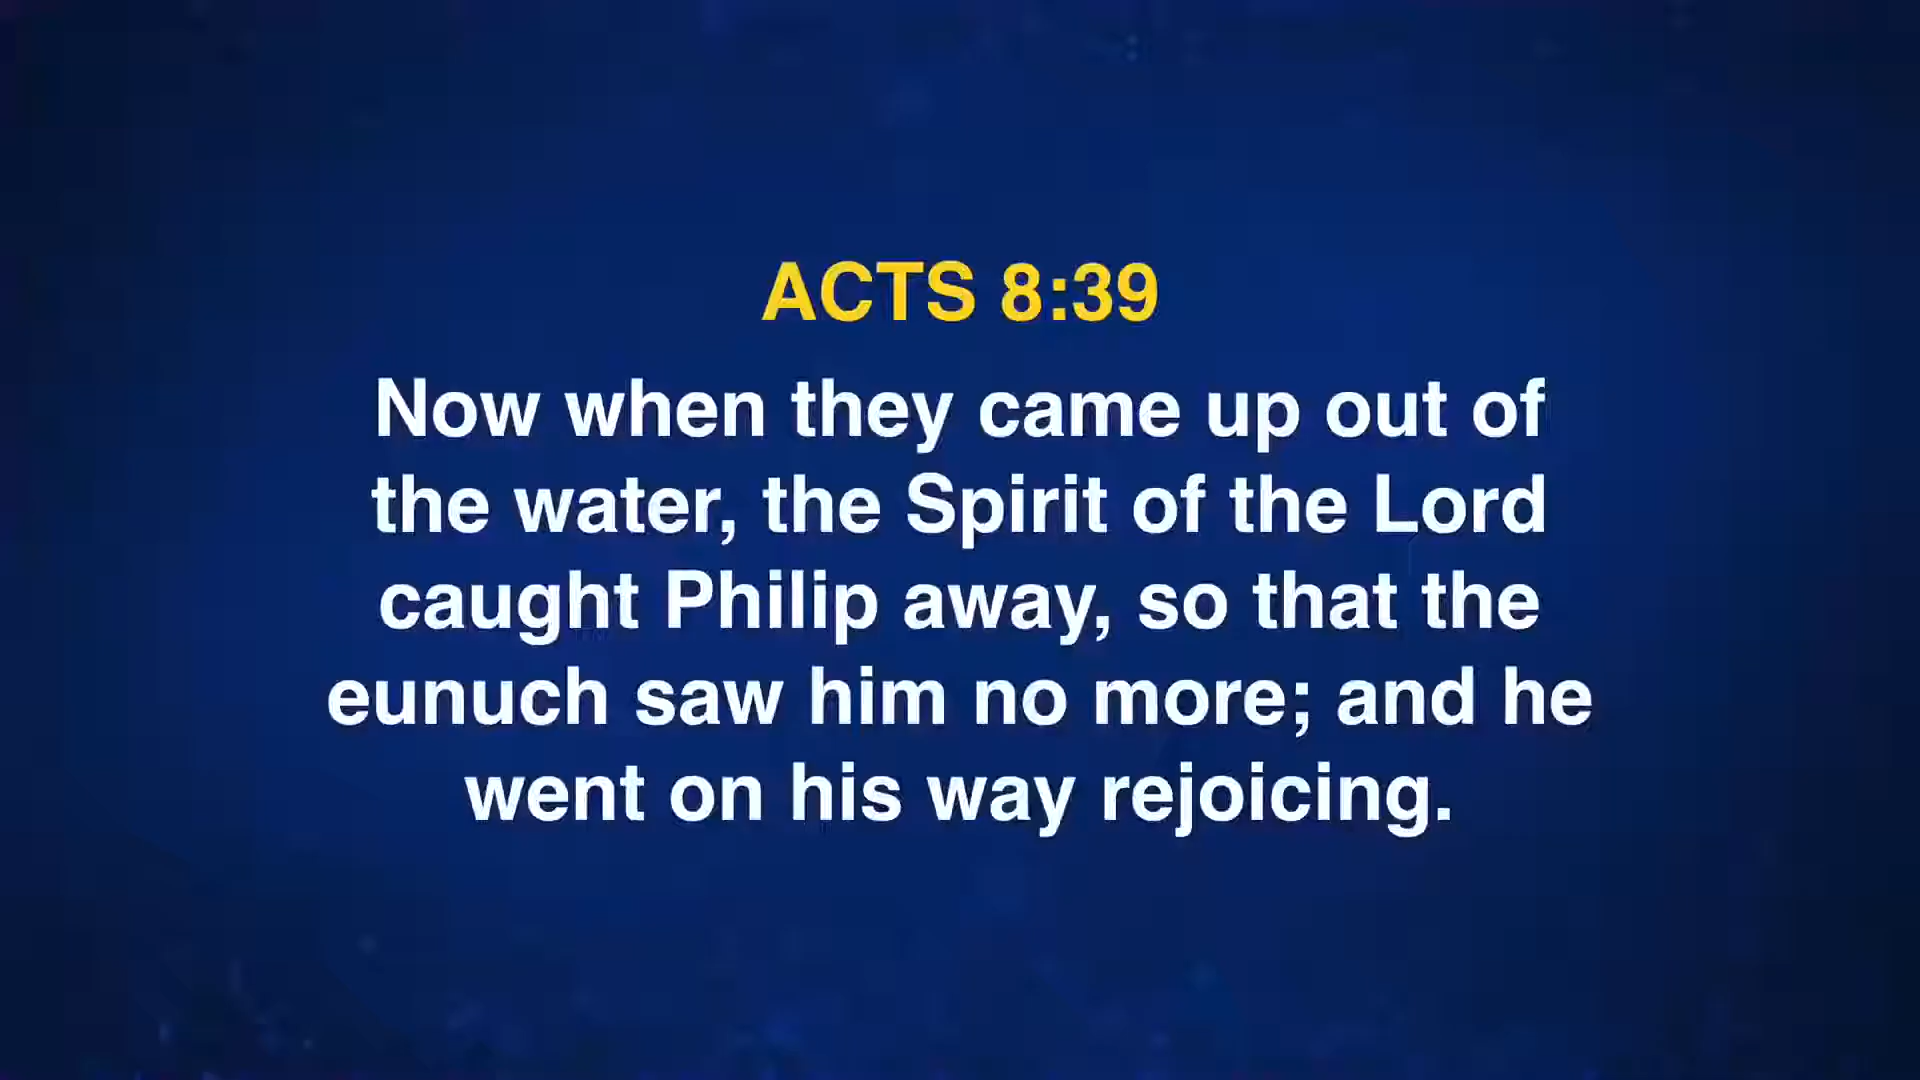 ACTS 8:39
Now when they came up out of
the water, the Spirit of the Lord
caught Philip away, so that the
eunuch saw him no more; and he
went on his way rejoicing.